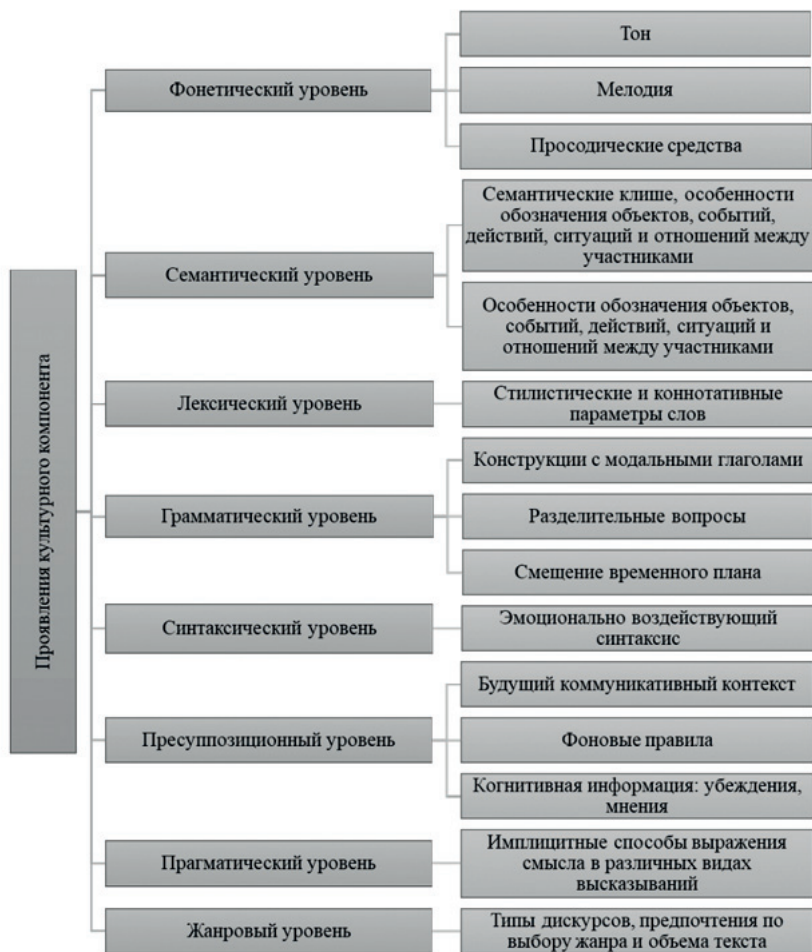 Проявления культурного компонента
Фонетический уровень
Тон
Мелодия
Просодические средства
Семантический уровень
Семантические клише, особенности
обозначения объектов, событий,
действий, ситуаций и отношений между
участниками
Особенности обозначения объектов,
событий, действий, ситуаций и
отношений между участниками
Лексический уровень
Стилистические и коннотативные
параметры слов
Грамматический уровень
Конструкции с модальными глаголами
Разделительные вопросы
Смещение временного плана
Синтаксический уровень
Эмоционально воздействующий
синтаксис
Пресуппозиционный уровень
Будущий коммуникативный контекст
Фоновые правила
Когнитивная информация: убеждения,
мнения
Прагматический уровень
Имплицитные способы выражения
смысла в различных видах
высказываний
Жанровый уровень
Типы дискурсов, предпочтения по
выбору жанра и объема текста